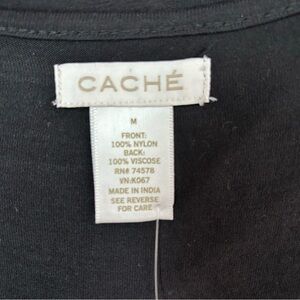 CACHÉ
M
FRONT:
100% NYLON
BACK:
100% VISCOSE
RN# 74578
VN:K067
MADE IN INDIA
SEE REVERSE
FOR CARE